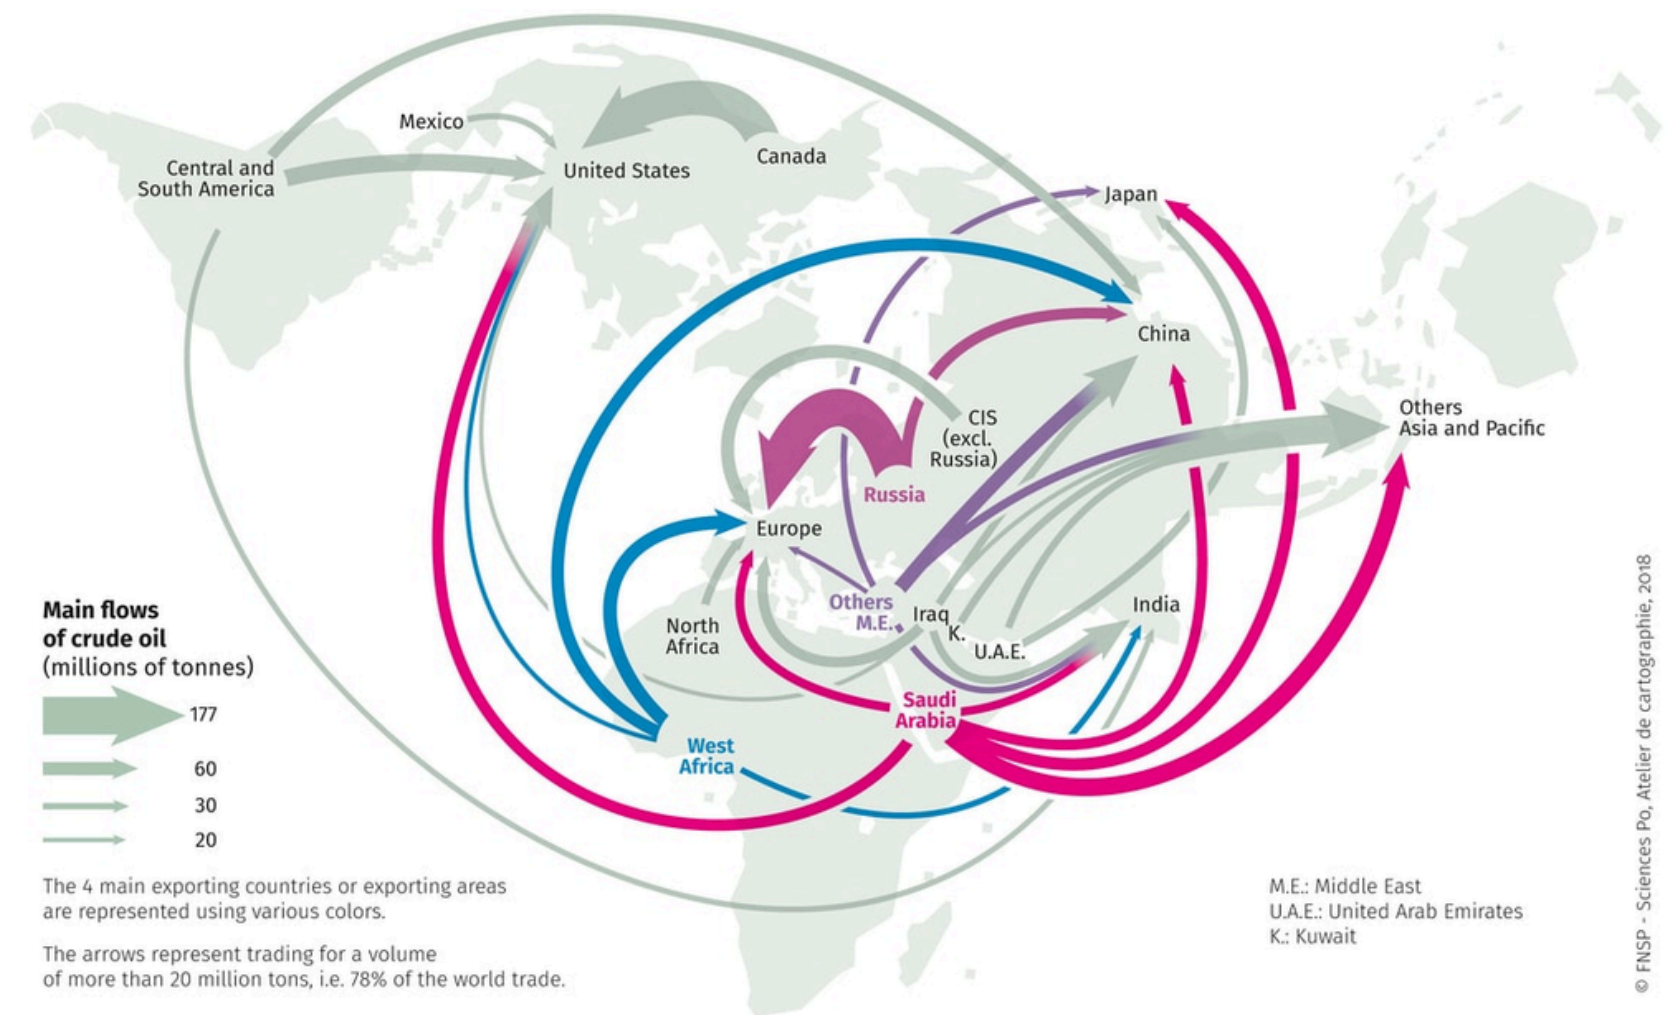 Mexico
Canada
Central and
South America
United States
Japan
China
CIS
(excl.
Russia)
Others
Asia and Pacific
Russia
Europe
Others
M.E.
Iraq
K.
U.A.E.
India
North
Africa
Saudi
Arabia
West
Africa
Main flows
of crude oil
(millions of tonnes)
177
60
30
20
The 4 main exporting countries or exporting areas
are represented using various colors.
The arrows represent trading for a volume
of more than 20 million tons, i.e. 78% of the world trade.
M.E.: Middle East
U.A.E.: United Arab Emirates
K.: Kuwait
© FNSP - Sciences Po, Atelier de cartographie, 2018